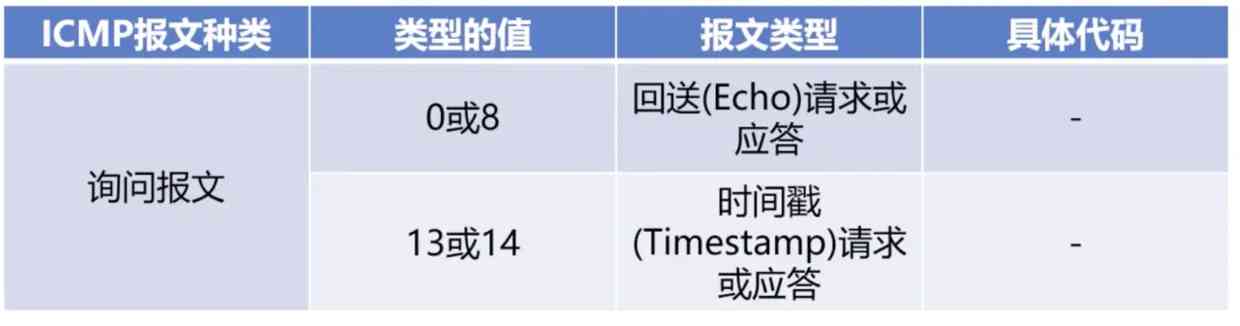 ICMP报文种类 类型的值 报文类型 具体代码
询问报文
0或8
回送(Echo)请求或
应答
-
13或14
时间戳
(Timestamp)请求
或应答
-